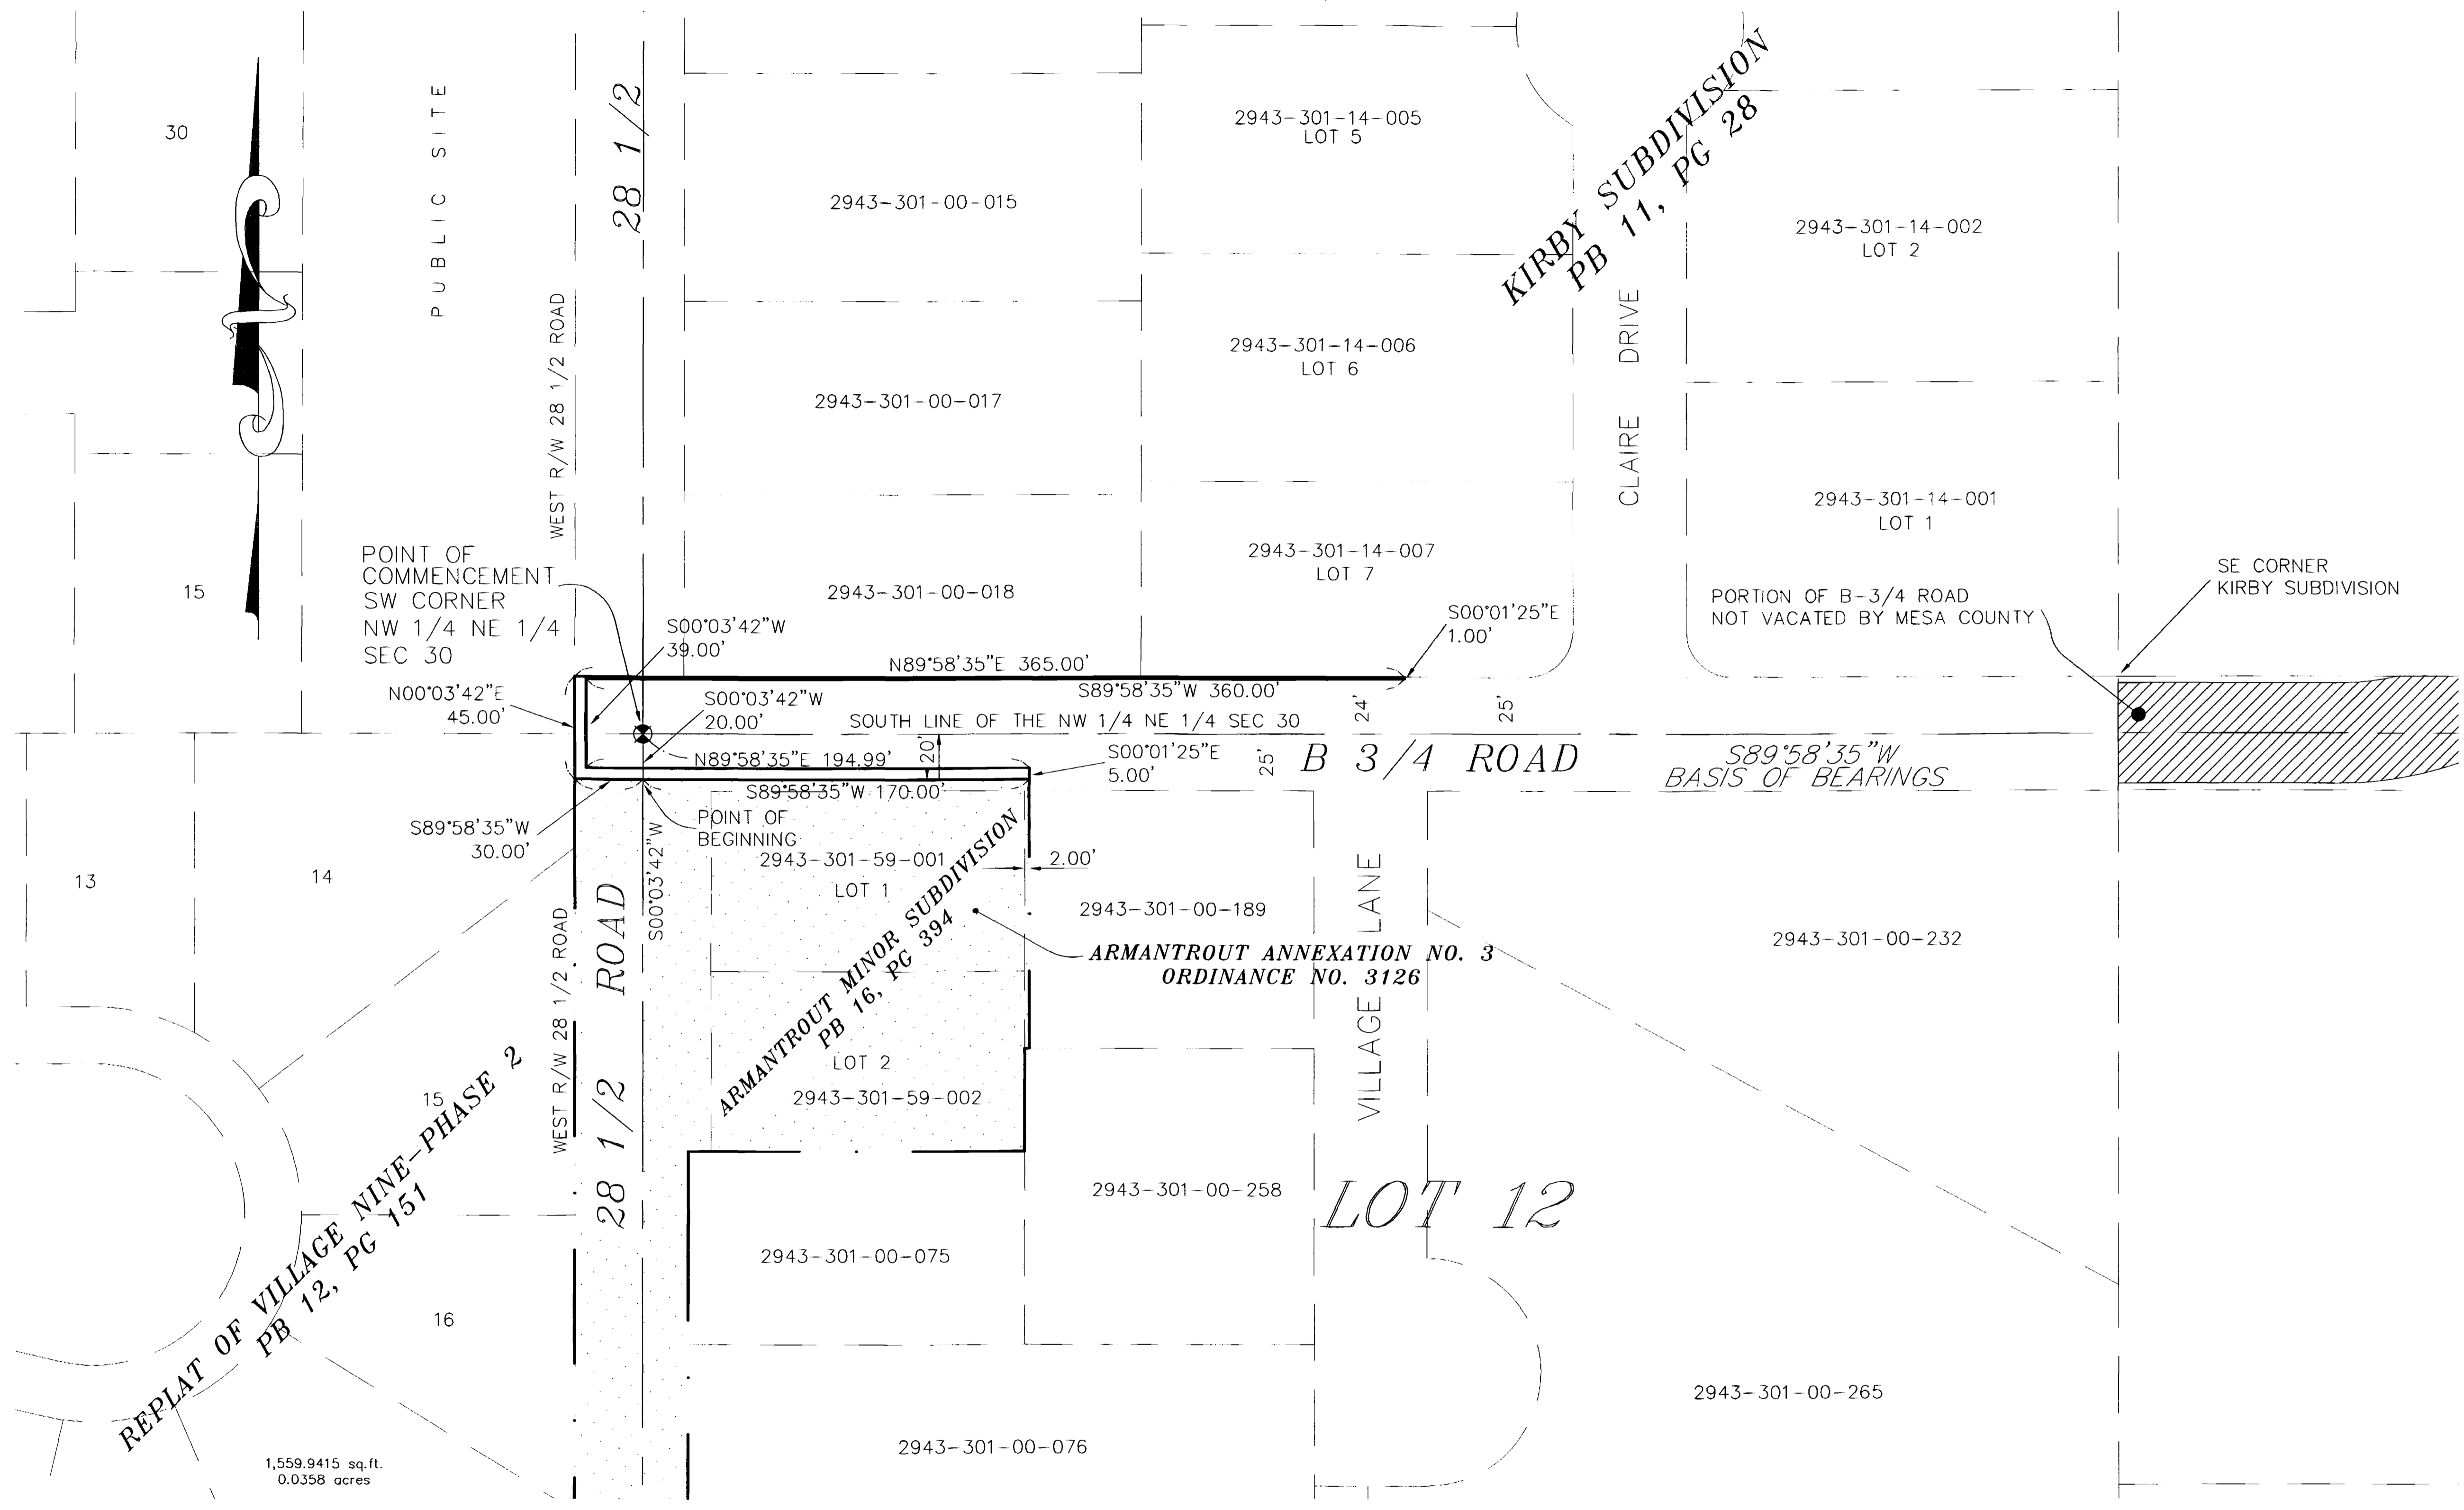 30
PUBLIC SITE
28 1/2
2943-301-14-005
LOT 5
KIRBY SUBDIVISION
PB 11, PG 28
2943-301-00-015
2943-301-14-002
LOT 2
WEST R/W 28 1/2 ROAD
2943-301-14-006
LOT 6
CLAIRE DRIVE
2943-301-00-017
2943-301-14-001
LOT 1
15
POINT OF
COMMENCEMENT
SW CORNER
NW 1/4 NE 1/4
SEC 30
2943-301-14-007
LOT 7
2943-301-00-018
SE CORNER
KIRBY SUBDIVISION
PORTION OF B-3/4 ROAD
NOT VACATED BY MESA COUNTY
S00°03'42"W
39.00'
S00°01'25"E
1.00'
N89°58'35"E 365.00'
S89°58'35"W 360.00'
N00°03'42"E
45.00'
S00°03'42"W
20.00'
24'
25'
SOUTH LINE OF THE NW 1/4 NE 1/4 SEC 30
N89°58'35"E 194.99'
20'
S00°01'25"E
5.00'
25'
B 3/4 ROAD
S89°58'35"W
BASIS OF BEARINGS
S89°58'35"W 170.00'
S89°58'35"W
30.00'
POINT OF
BEGINNING
S00°03'42"W
2943-301-59-001
LOT 1
2.00'
13
14
2943-301-00-189
VILLAGE LANE
2943-301-00-232
WEST R/W 28 1/2 ROAD
28 1/2 ROAD
ARMANTROUT MINOR SUBDIVISION
PB 16, PG 394
ARMANTROUT ANNEXATION NO. 3
ORDINANCE NO. 3126
LOT 2
2943-301-59-002
15
REPLAT OF VILLAGE NINE-PHASE 2
PB 12, PG 151
2943-301-00-258
LOT 12
2943-301-00-075
16
2943-301-00-265
2943-301-00-076
1,559.9415 sq.ft.
0.0358 acres